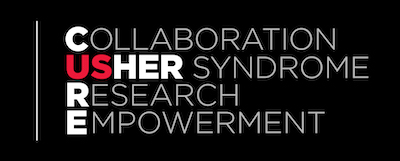 COLLABORATION
USHER SYNDROME
RESEARCH
EMPOWERMENT